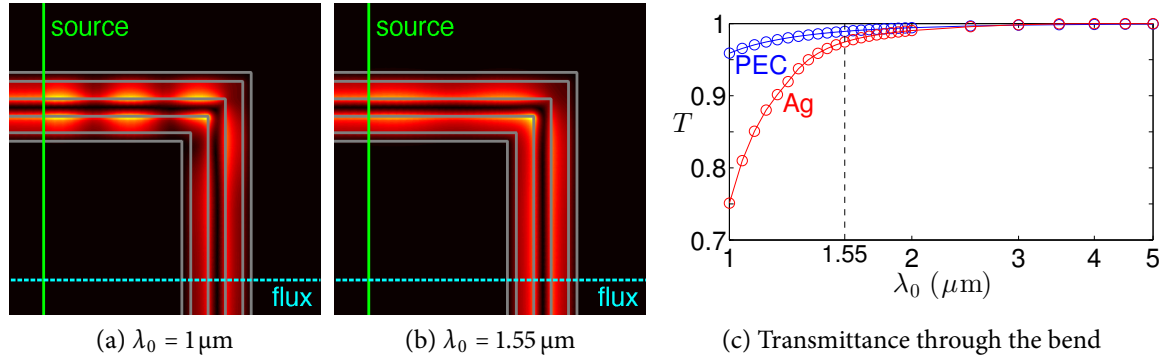 source
flux
(a) λ₀ = 1 μm
source
flux
(b) λ₀ = 1.55 μm
1
0.9
T
0.8
0.7
PEC
Ag
1
1.55
2
3
4
5
λ₀ (μm)
(c) Transmittance through the bend